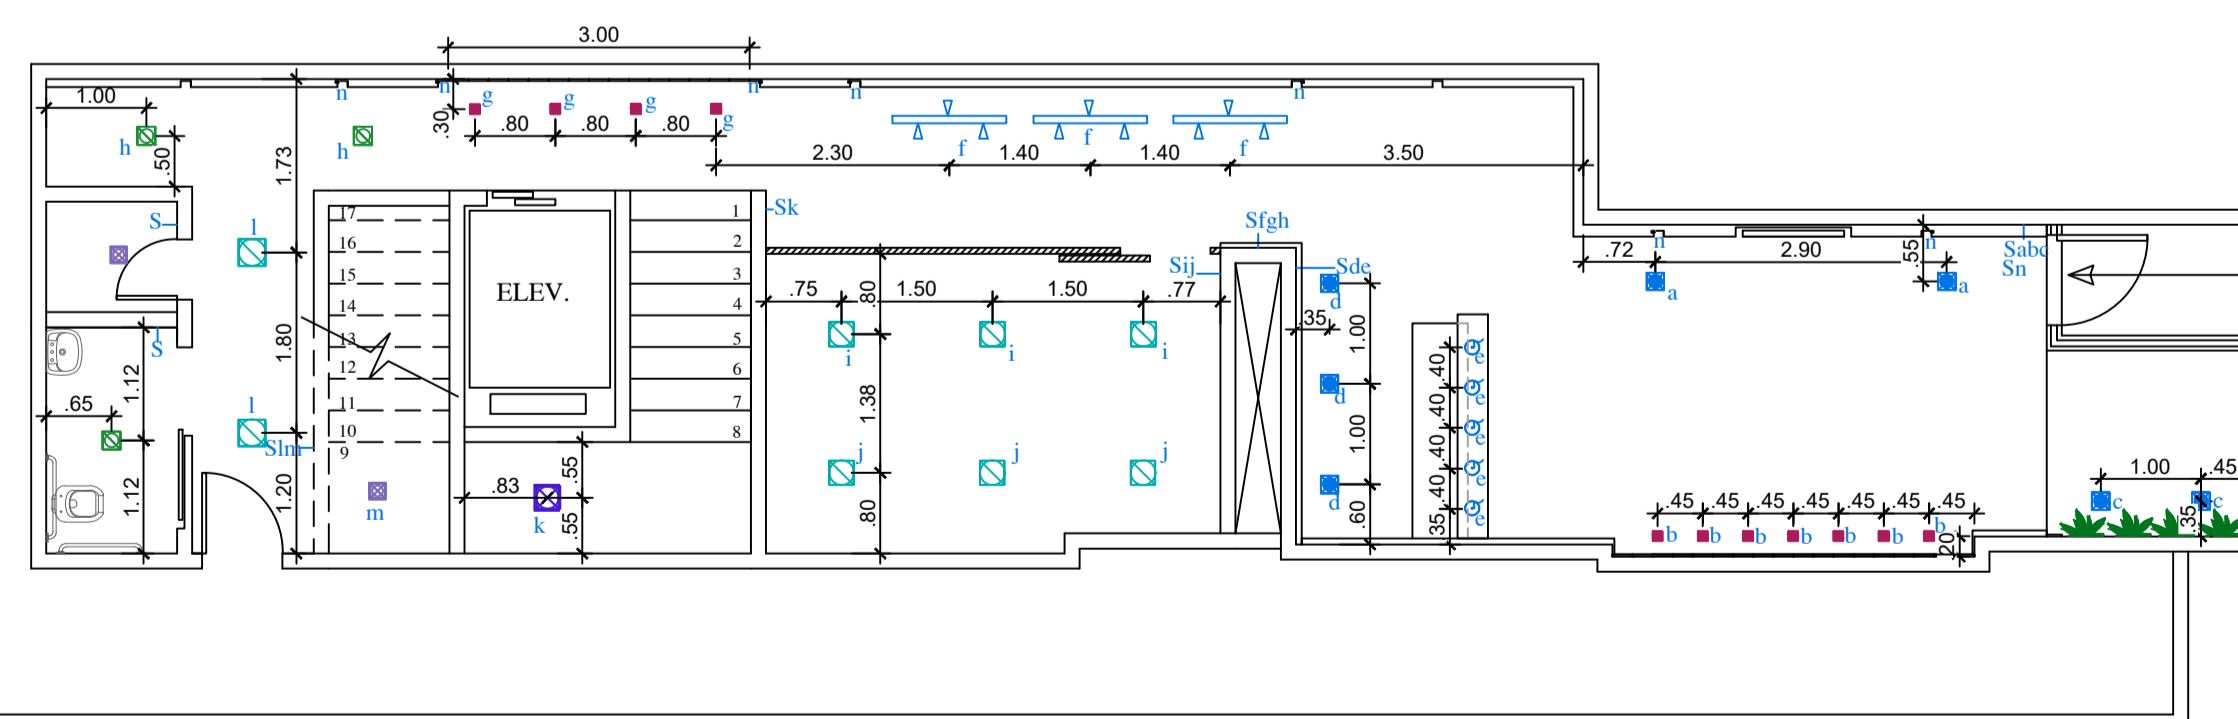 3.00
1.00
n
n
n
n
n
g
g
g
g
.30
.80
.80
.80
h
.50
h
1.73
f
f
f
2.30
1.40
1.40
3.50
17
1
Sk
S
l
16
2
Sfgh
Sij
Sde
n
n
.72
2.90
.55
Sabc
Sn
a
a
15
3
ELEV.
.75
.80
1.50
1.50
.77
d
14
4
.35
1.00
S
13
5
1.80
i
i
i
e
12
6
.40
1.12
.65
l
11
7
1.38
d
e
.40
10
8
Slm
9
1.00
e
.40
j
j
j
e
.40
1.00
.45
1.12
1.20
m
.83
.55
k
.55
.80
d
.60
e
.35
.45
.45
.45
.45
.45
.45
.45
c
c
.35
b
b
b
b
b
b
b
.20